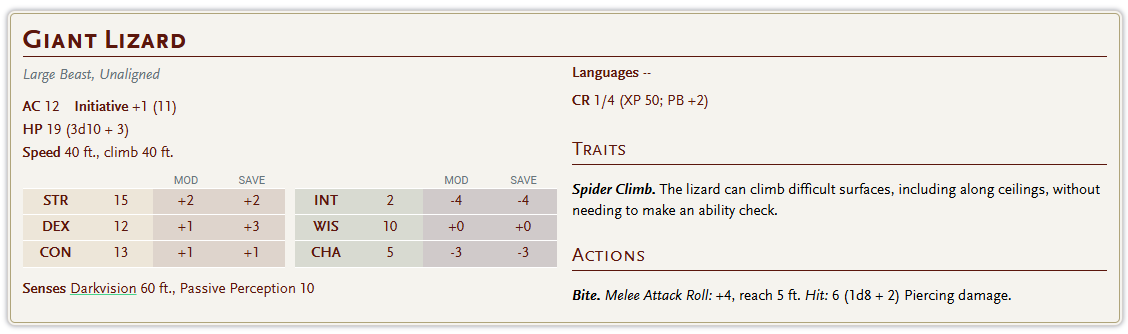 GIANT LIZARD
Large Beast, Unaligned
AC 12 Initiative +1 (11)
HP 19 (3d10 + 3)
Speed 40 ft., climb 40 ft.
MOD SAVE MOD SAVE
STR 15 +2 +2 INT 2 -4 -4
DEX 12 +1 +3 WIS 10 +0 +0
CON 13 +1 +1 CHA 5 -3 -3
Senses Darkvision 60 ft., Passive Perception 10
Languages --
CR 1/4 (XP 50; PB +2)
TRAITS
Spider Climb. The lizard can climb difficult surfaces, including along ceilings, without
needing to make an ability check.
ACTIONS
Bite. Melee Attack Roll: +4, reach 5 ft. Hit: 6 (1d8 + 2) Piercing damage.